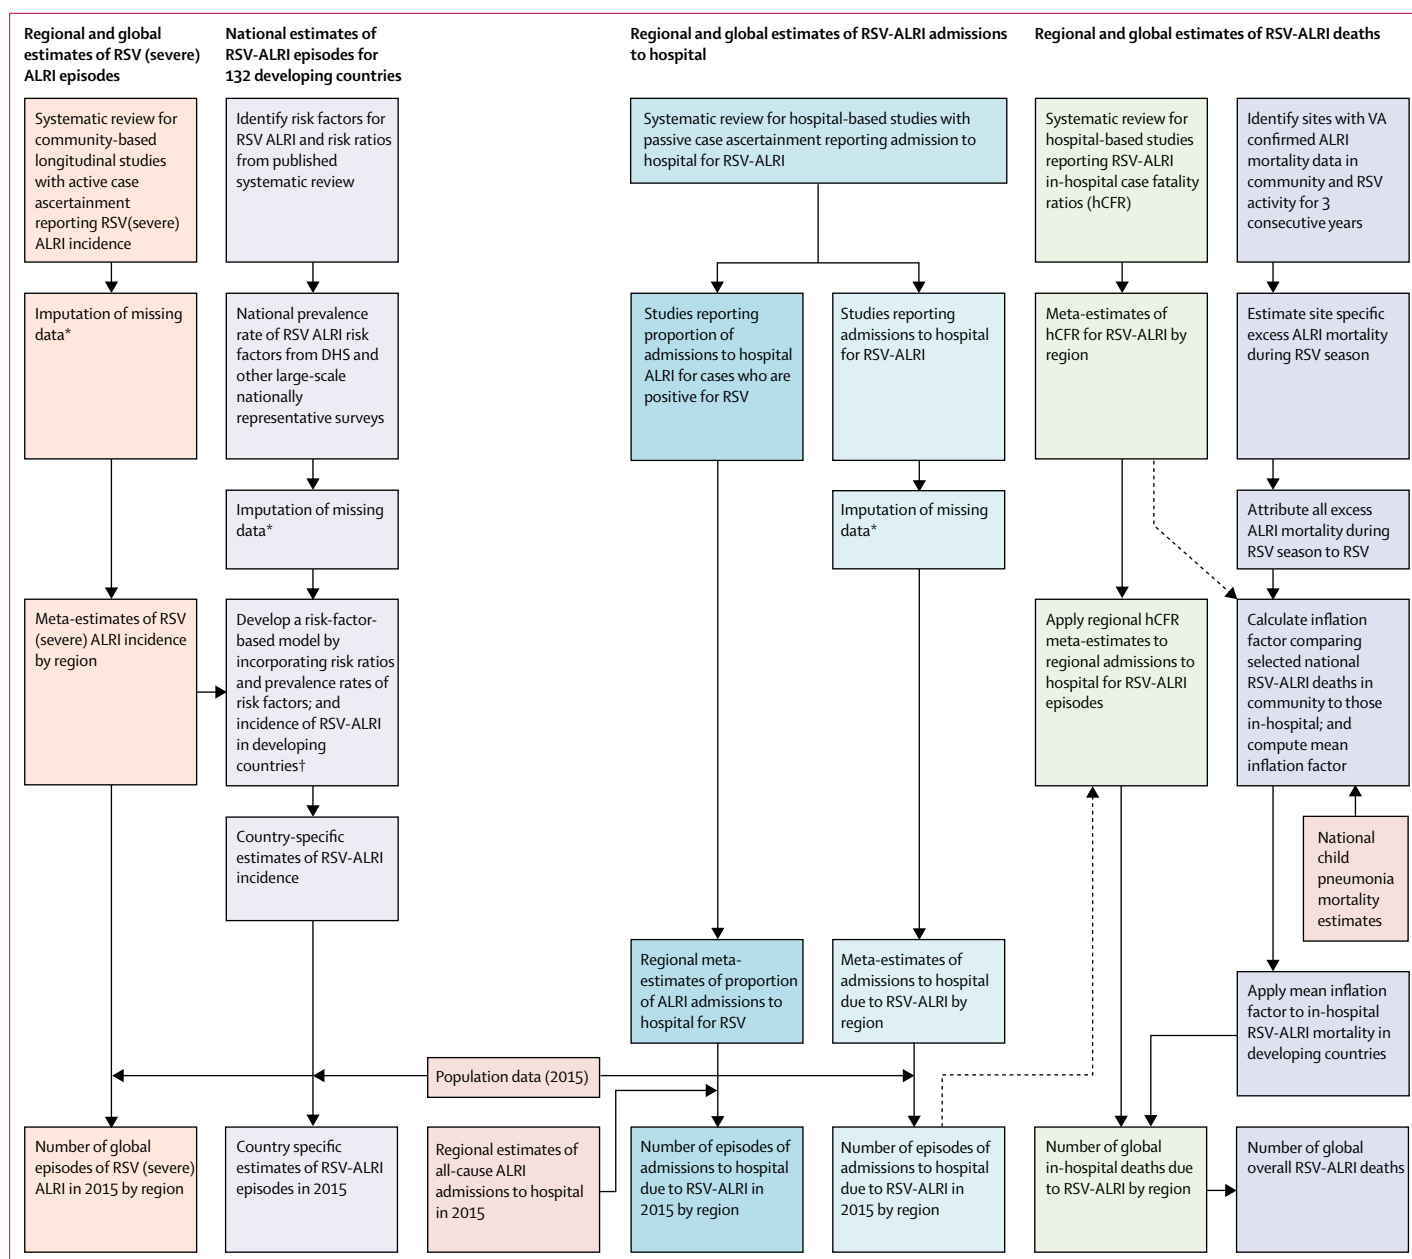 Regional and global
estimates of RSV (severe)
ALRI episodes
National estimates of
RSV-ALRI episodes for
132 developing countries
Regional and global estimates of RSV-ALRI admissions
to hospital
Regional and global estimates of RSV-ALRI deaths
Systematic review for
community-based
longitudinal studies
with active case
ascertainment
reporting RSV(severe)
ALRI incidence
Identify risk factors for
RSV ALRI and risk ratios
from published
systematic review
Systematic review for hospital-based studies with
passive case ascertainment reporting admission to
hospital for RSV-ALRI
Systematic review for
hospital-based studies
reporting RSV-ALRI
in-hospital case fatality
ratios (hCFR)
Identify sites with VA
confirmed ALRI
mortality data in
community and RSV
activity for 3
consecutive years
Imputation of missing
data*
National prevalence
rate of RSV ALRI risk
factors from DHS and
other large-scale
nationally
representative surveys
Studies reporting
proportion of
admissions to hospital
ALRI for cases who are
positive for RSV
Studies reporting
admissions to hospital
for RSV-ALRI
Meta-estimates of
hCFR for RSV-ALRI by
region
Estimate site specific
excess ALRI mortality
during RSV season
Imputation of missing
data*
Imputation of missing
data*
Attribute all excess
ALRI mortality during
RSV season to RSV
Meta-estimates of RSV
(severe) ALRI incidence
by region
Develop a risk-factor-
based model by
incorporating risk ratios
and prevalence rates of
risk factors; and
incidence of RSV-ALRI
in developing
countries†
Apply regional hCFR
meta-estimates to
regional admissions to
hospital for RSV-ALRI
episodes
Calculate inflation
factor comparing
selected national
RSV-ALRI deaths in
community to those
in-hospital; and
compute mean
inflation factor
Country-specific
estimates of RSV-ALRI
incidence
National
child
pneumonia
mortality
estimates
Regional meta-
estimates of proportion
of ALRI admissions to
hospital for RSV
Meta-estimates of
admissions to hospital
due to RSV-ALRI by
region
Apply mean inflation
factor to in-hospital
RSV-ALRI mortality in
developing countries
Population data (2015)
Number of global
episodes of RSV (severe)
ALRI in 2015 by region
Country specific
estimates of RSV-ALRI
episodes in 2015
Regional estimates of
all-cause ALRI
admissions to hospital
in 2015
Number of episodes of
admissions to hospital
due to RSV-ALRI in
2015 by region
Number of episodes of
admissions to hospital
due to RSV-ALRI in
2015 by region
Number of global
in-hospital deaths due
to RSV-ALRI by region
Number of global
overall RSV-ALRI deaths